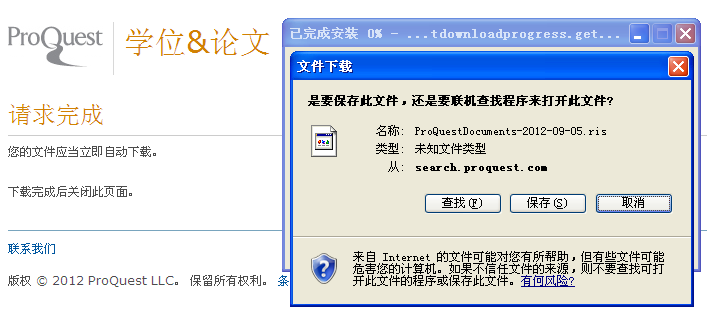 ProQuest
学位&论文
请求完成
您的文件应当立即自动下载。
下载完成后关闭此页面。
联系我们
版权 © 2012 ProQuest LLC。 保留所有权利。 条
已完成安装 0% - ...tdownloadprogress.get...
文件下载
是要保存此文件，还是要联机查找程序来打开此文件?
名称: ProQuestDocuments-2012-09-05.ris
类型: 未知文件类型
从: search.proquest.com
查找(F) 保存(S) 取消
来自 Internet 的文件可能对您有所帮助，但有些文件可能
危害您的计算机。如果不信任文件的来源，则不要查找可打
开此文件的程序或保存此文件。有何风险?